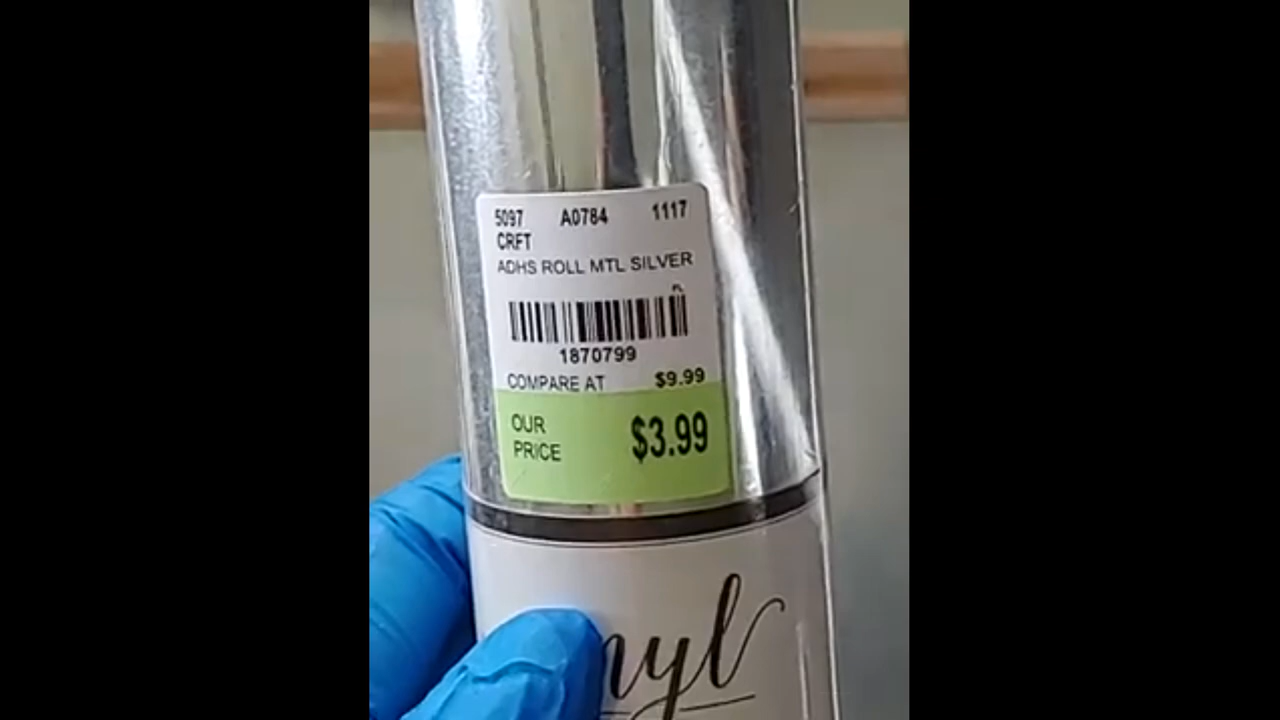 5097 A0784 1117
CRFT
ADHS ROLL MTL SILVER
1870799
COMPARE AT $9.99
OUR PRICE $3.99